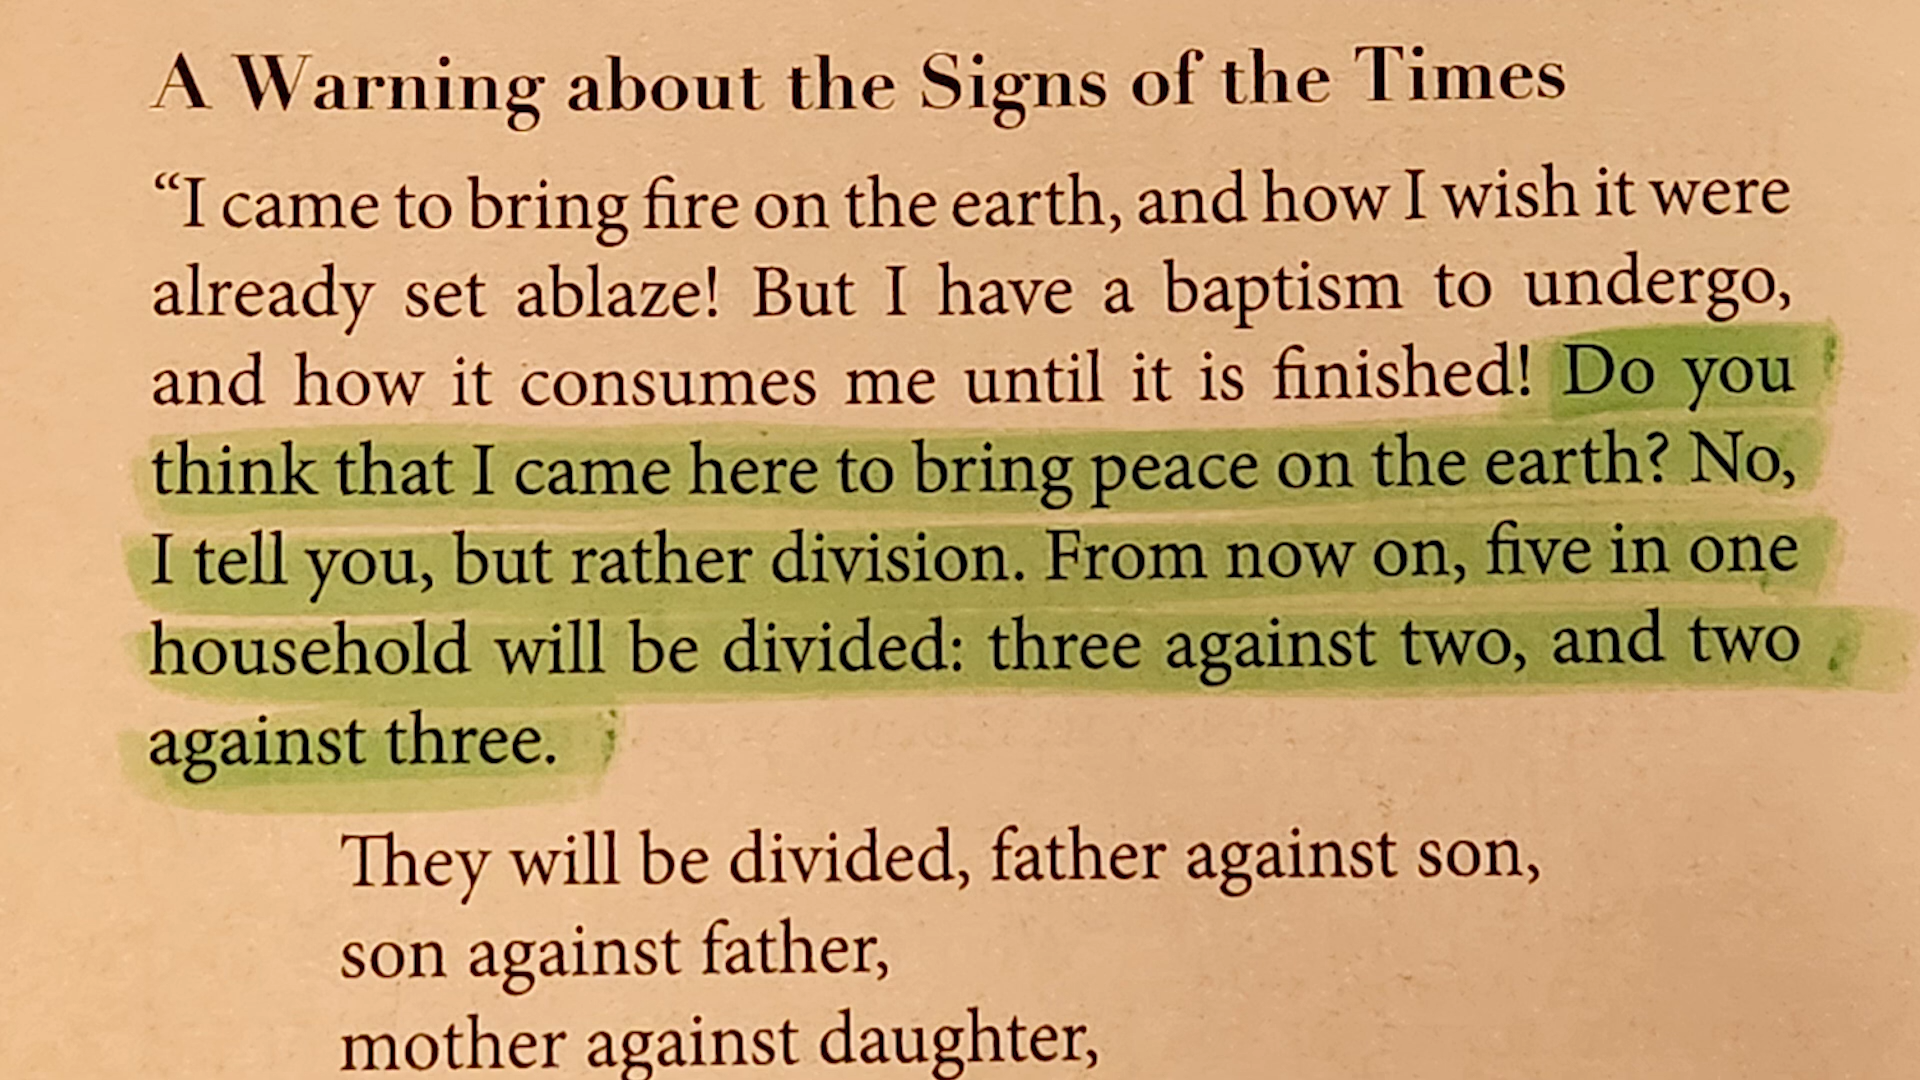 A Warning about the Signs of the Times
“I came to bring fire on the earth, and how I wish it were
already set ablaze! But I have a baptism to undergo,
and how it consumes me until it is finished! Do you
think that I came here to bring peace on the earth? No,
I tell you, but rather division. From now on, five in one
household will be divided: three against two, and two
against three.
They will be divided, father against son,
son against father,
mother against daughter,